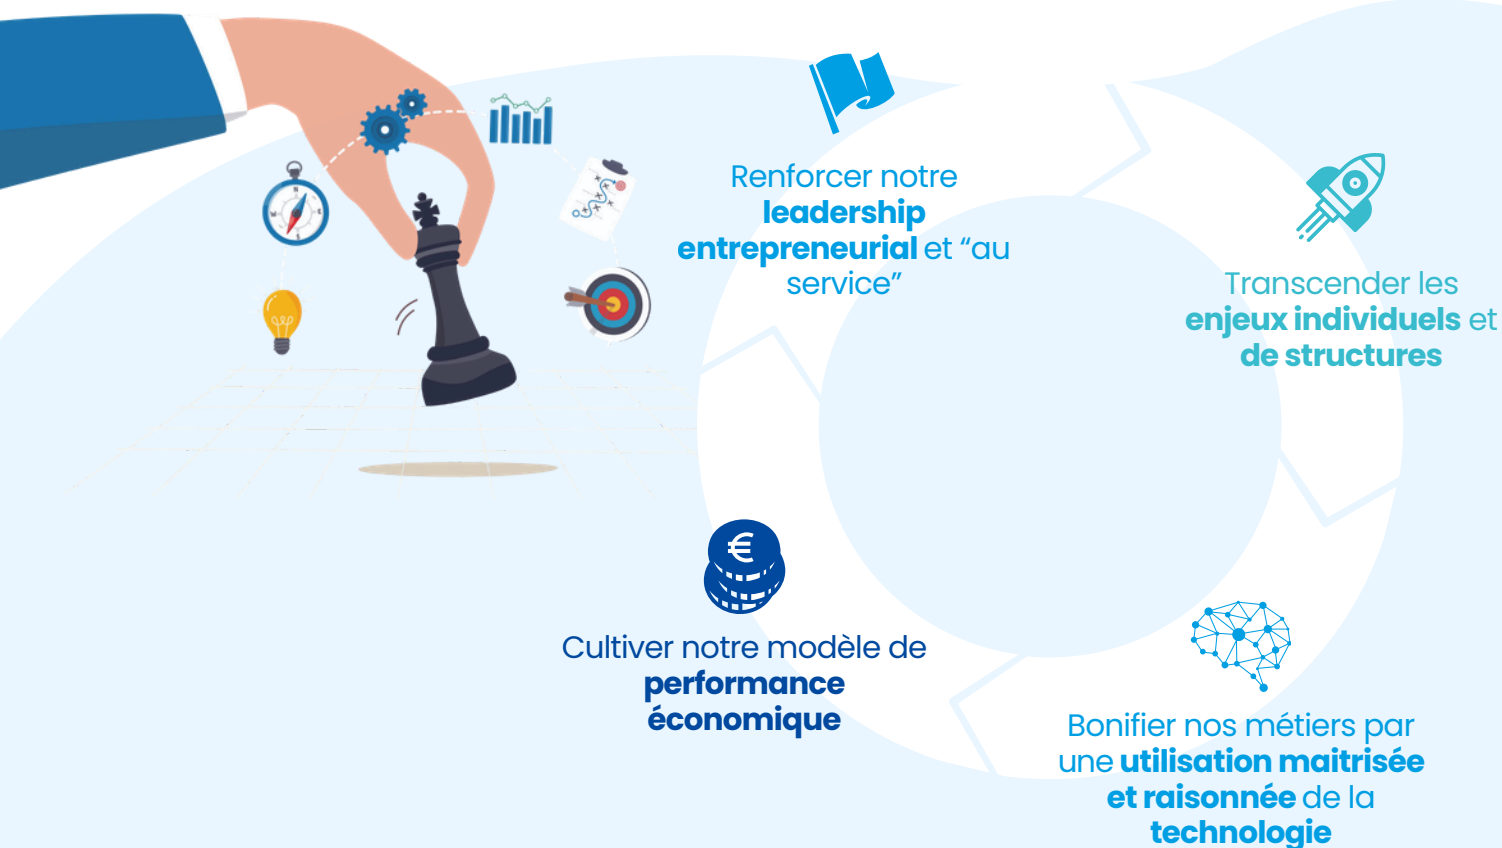 Renforcer notre
leadership
entrepreneurial et “au
service”
Transcender les
enjeux individuels et
de structures
Cultiver notre modèle de
performance
économique
Bonifier nos métiers par
une utilisation maitrisée
et raisonnée de la
technologie